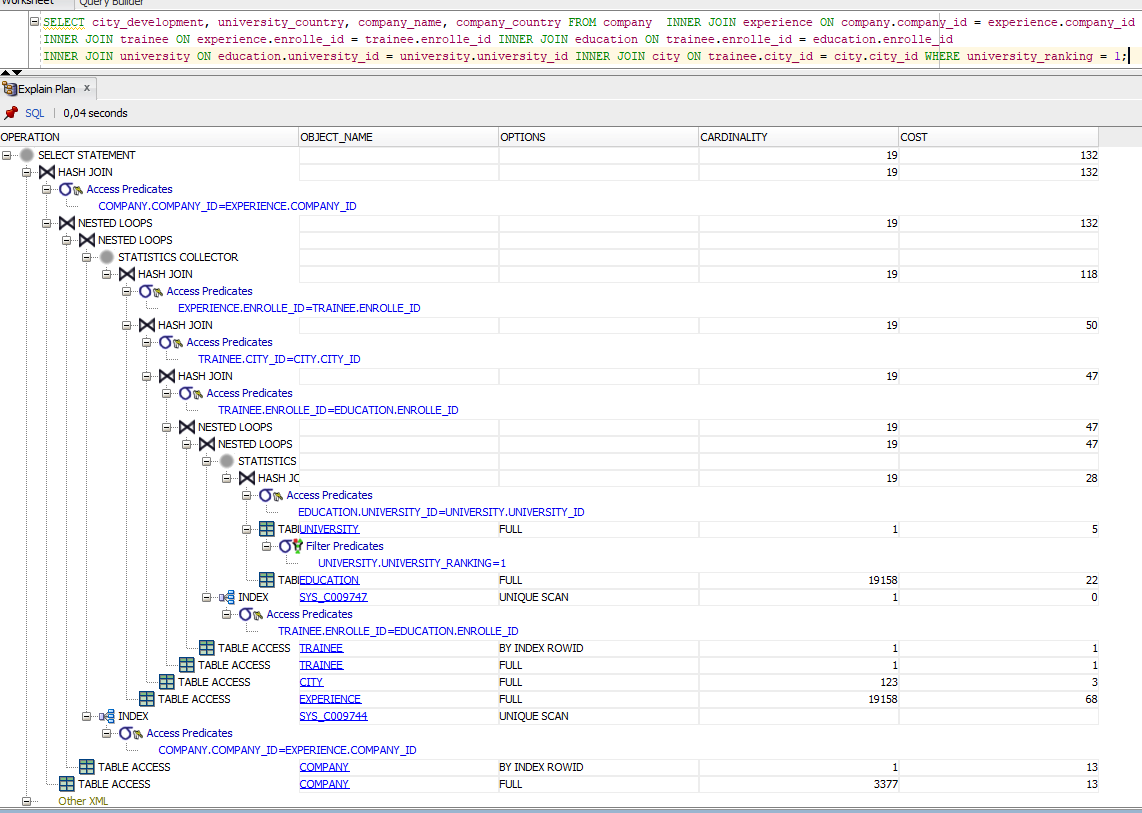 Worksheet Query Builder
SELECT city_development, university_country, company_name, company_country FROM company INNER JOIN experience ON company.company_id = experience.company_id
INNER JOIN trainee ON experience.enrolle_id = trainee.enrolle_id INNER JOIN education ON trainee.enrolle_id = education.enrolle_id
INNER JOIN university ON education.university_id = university.university_id INNER JOIN city ON trainee.city_id = city.city_id WHERE university_ranking = 1;
Explain Plan x
SQL | 0,04 seconds
OPERATION OBJECT_NAME OPTIONS CARDINALITY COST
SELECT STATEMENT 19 132
HASH JOIN 19 132
Access Predicates
COMPANY.COMPANY_ID=EXPERIENCE.COMPANY_ID
NESTED LOOPS 19 132
NESTED LOOPS
STATISTICS COLLECTOR
HASH JOIN 19 118
Access Predicates
EXPERIENCE.ENROLLE_ID=TRAINEE.ENROLLE_ID
HASH JOIN 19 50
Access Predicates
TRAINEE.CITY_ID=CITY.CITY_ID
HASH JOIN 19 47
Access Predicates
TRAINEE.ENROLLE_ID=EDUCATION.ENROLLE_ID
NESTED LOOPS 19 47
NESTED LOOPS 19 47
STATISTICS
HASH JO 19 28
Access Predicates
EDUCATION.UNIVERSITY_ID=UNIVERSITY.UNIVERSITY_ID
TAB UNIVERSITY FULL 1 5
Filter Predicates
UNIVERSITY.UNIVERSITY_RANKING=1
TAB EDUCATION FULL 19158 22
INDEX SYS_C009747 UNIQUE SCAN 1 0
Access Predicates
TRAINEE.ENROLLE_ID=EDUCATION.ENROLLE_ID
TABLE ACCESS TRAINEE BY INDEX ROWID 1 1
TABLE ACCESS TRAINEE FULL 1 1
TABLE ACCESS CITY FULL 123 3
TABLE ACCESS EXPERIENCE FULL 19158 68
INDEX SYS_C009744 UNIQUE SCAN
Access Predicates
COMPANY.COMPANY_ID=EXPERIENCE.COMPANY_ID
TABLE ACCESS COMPANY BY INDEX ROWID 1 13
TABLE ACCESS COMPANY FULL 3377 13
Other XML